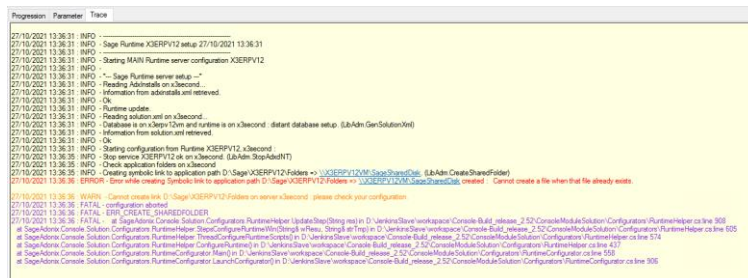 Progression Parameter Trace
27/10/2021 13:36:31 : INFO - ------------------------------------------------
27/10/2021 13:36:31 : INFO - Sage Runtime X3ERPV12 setup 27/10/2021 13:36:31
27/10/2021 13:36:31 : INFO - ------------------------------------------------
27/10/2021 13:36:31 : INFO - Starting MAIN Runtime server configuration X3ERPV12
27/10/2021 13:36:31 : INFO -
27/10/2021 13:36:31 : INFO - "--- Sage Runtime server setup ---"
27/10/2021 13:36:31 : INFO - Reading AdxInstalls on x3second...
27/10/2021 13:36:31 : INFO - Information from adxinstalls.xml retrieved.
27/10/2021 13:36:31 : INFO - Ok
27/10/2021 13:36:31 : INFO - Runtime update.
27/10/2021 13:36:31 : INFO - Reading solution.xml on x3second...
27/10/2021 13:36:31 : INFO - Database is on x3erpv12vm and runtime is on x3second : distant database setup. (LibAdm.GenSolutionXml)
27/10/2021 13:36:31 : INFO - Information from solution.xml retrieved.
27/10/2021 13:36:31 : INFO - Ok
27/10/2021 13:36:31 : INFO - Starting configuration from Runtime X3ERPV12, x3second :
27/10/2021 13:36:35 : INFO - Stop service X3ERPV12 ok on x3second. (LibAdm.StopAdxdNT)
27/10/2021 13:36:35 : INFO - Check application folders on x3second
27/10/2021 13:36:35 : INFO - Creating symbolic link to application path D:\Sage\X3ERPV12\Folders => \\X3ERPV12VM\SageSharedDisk. (LibAdm.CreateSharedFolder)
27/10/2021 13:36:36 : ERROR - Error while creating Symbolic link to application path D:\Sage\X3ERPV12\Folders => \\X3ERPV12VM\SageSharedDisk created : Cannot create a file when that file already exists.
27/10/2021 13:36:36 : WARN - Cannot create link D:\Sage\X3ERPV12\Folders on server x3second : please check your configuration
27/10/2021 13:36:36 : FATAL - configuration aborted
27/10/2021 13:36:36 : FATAL - ERR_CREATE_SHAREDFOLDER
27/10/2021 13:36:36 : FATAL - at SageAdonix.Console.Solution.Configurators.RuntimeHelper.UpdateStep(String res) in D:\JenkinsSlave\workspace\Console-Build_release_2.52\ConsoleModuleSolution\Configurators\RuntimeHelper.cs:line 908
at SageAdonix.Console.Solution.Configurators.RuntimeHelper.StepsConfigureRuntimeWin(String& wResu, String& strTmp) in D:\JenkinsSlave\workspace\Console-Build_release_2.52\ConsoleModuleSolution\Configurators\RuntimeHelper.cs:line 605
at SageAdonix.Console.Solution.Configurators.RuntimeHelper.ThreadConfigureRuntimeScripts() in D:\JenkinsSlave\workspace\Console-Build_release_2.52\ConsoleModuleSolution\Configurators\RuntimeHelper.cs:line 574
at SageAdonix.Console.Solution.Configurators.RuntimeHelper.ConfigureRuntime() in D:\JenkinsSlave\workspace\Console-Build_release_2.52\ConsoleModuleSolution\Configurators\RuntimeHelper.cs:line 437
at SageAdonix.Console.Solution.Configurators.RuntimeConfigurator.Main() in D:\JenkinsSlave\workspace\Console-Build_release_2.52\ConsoleModuleSolution\Configurators\RuntimeConfigurator.cs:line 558
at SageAdonix.Console.Solution.Configurators.RuntimeConfigurator.LaunchConfigurator() in D:\JenkinsSlave\workspace\Console-Build_release_2.52\ConsoleModuleSolution\Configurators\RuntimeConfigurator.cs:line 906